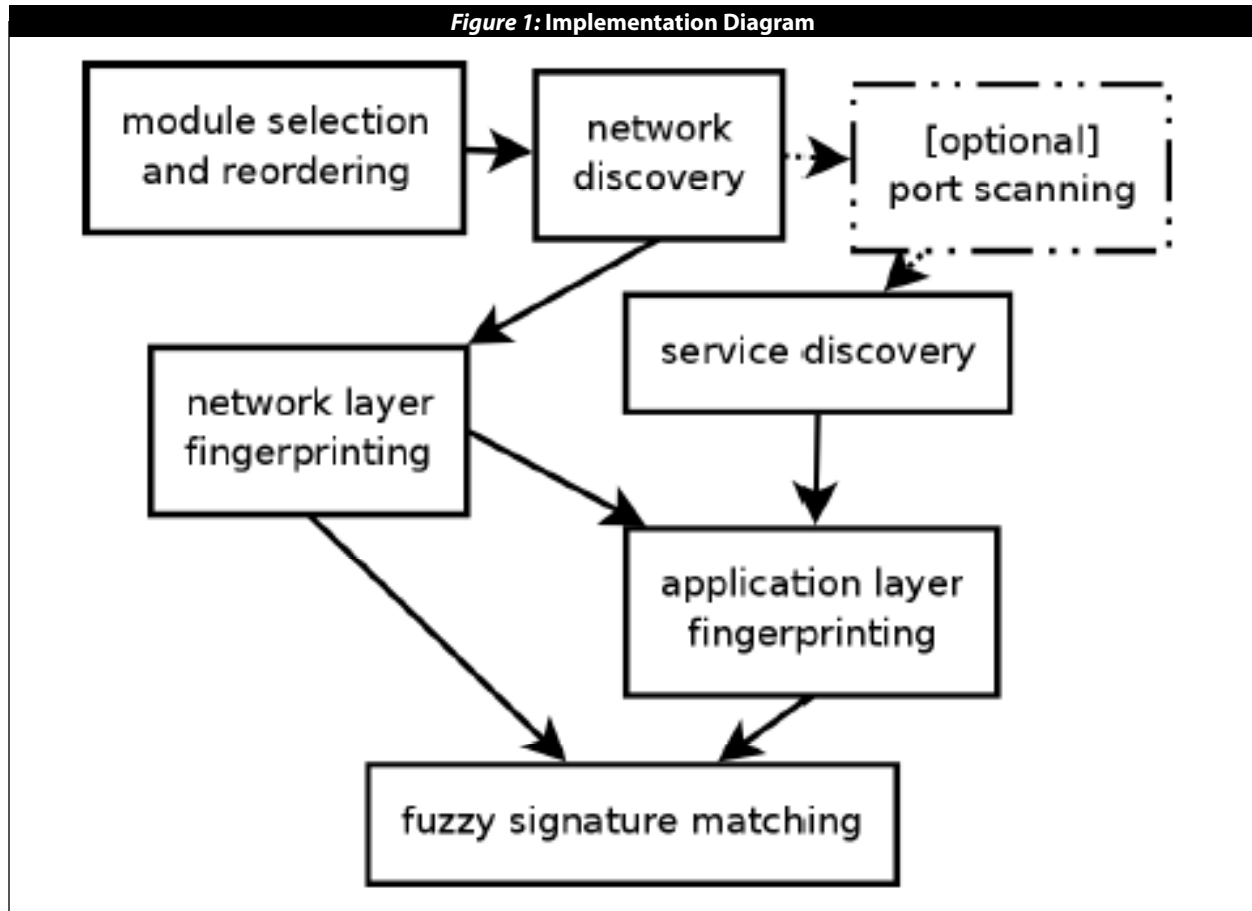 Figure 1: Implementation Diagram
module selection
and reordering
network
discovery
[optional]
port scanning
service discovery
network layer
fingerprinting
application layer
fingerprinting
fuzzy signature matching